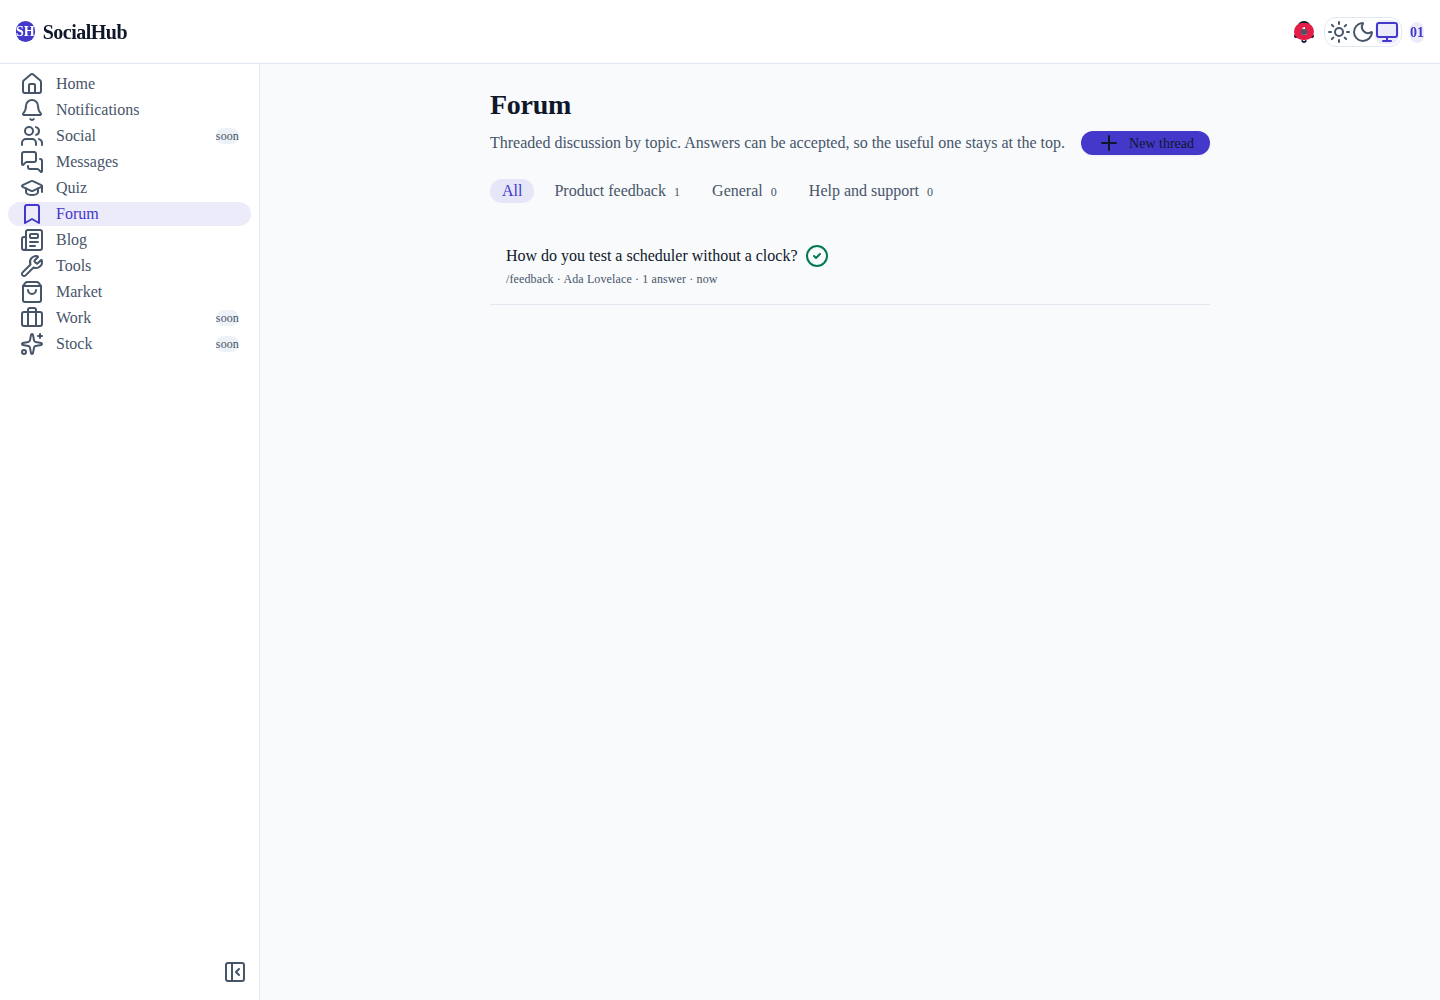 SH SocialHub
01
Home
Notifications
Social soon
Messages
Quiz
Forum
Blog
Tools
Market
Work soon
Stock soon
Forum
Threaded discussion by topic. Answers can be accepted, so the useful one stays at the top.
New thread
All Product feedback 1 General 0 Help and support 0
How do you test a scheduler without a clock?
/feedback · Ada Lovelace · 1 answer · now